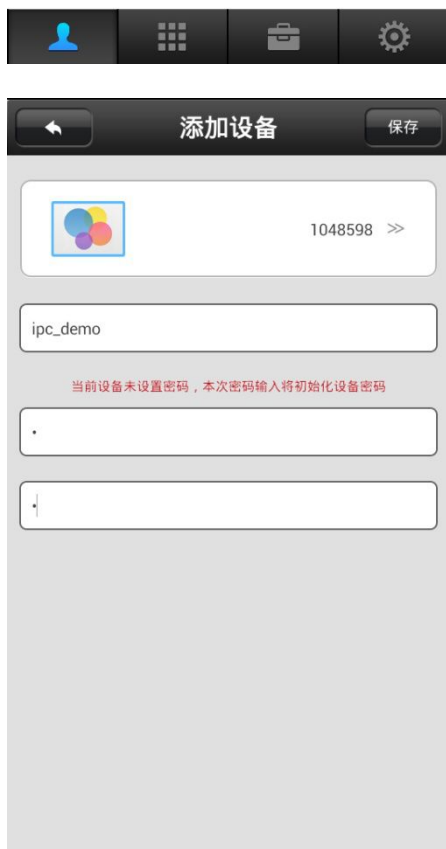 添加设备
保存
1048598 >>
ipc_demo
当前设备未设置密码，本次密码输入将初始化设备密码
•
•